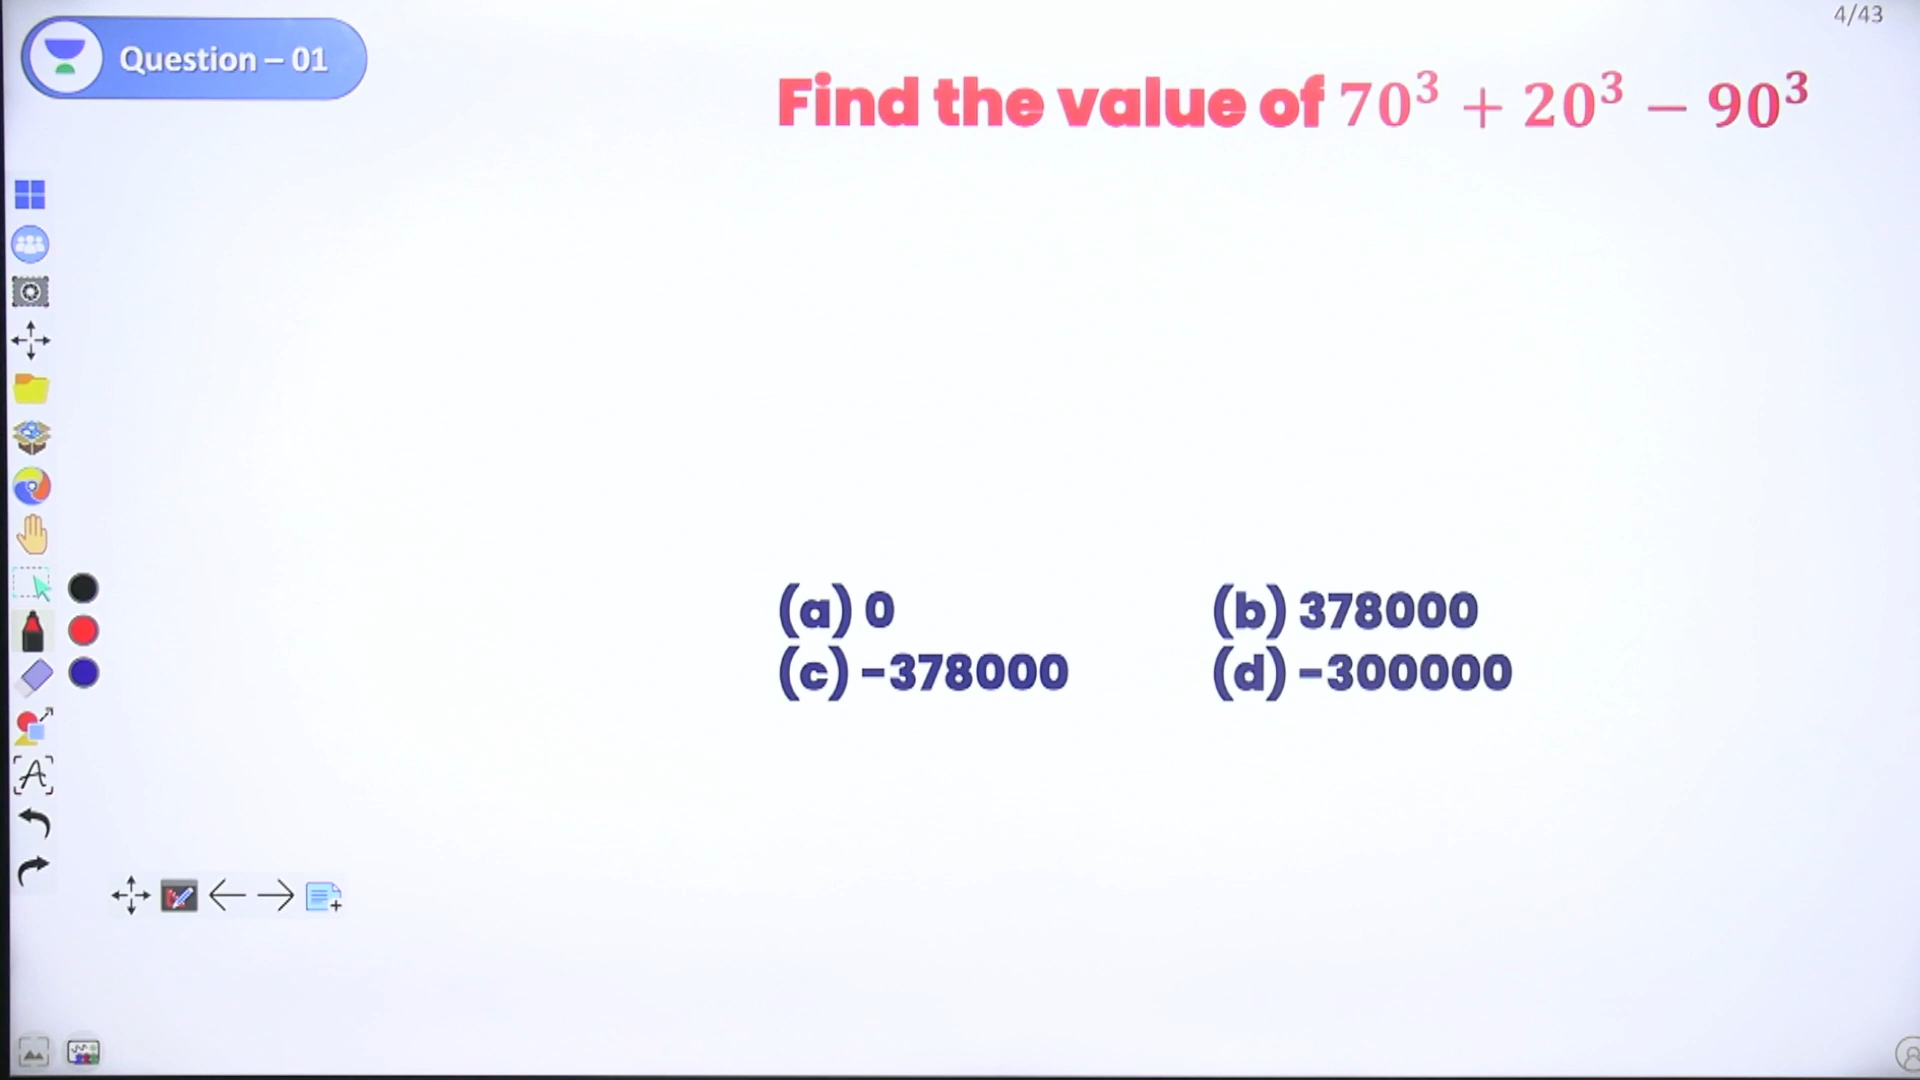 4/43
Question – 01
Find the value of 70³ + 20³ − 90³
(a) 0 (b) 378000
(c) -378000 (d) -300000